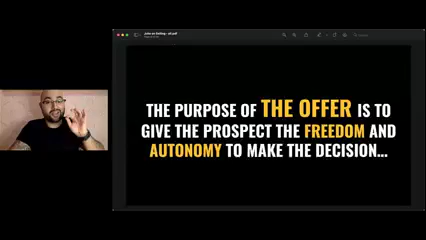 THE PURPOSE OF THE OFFER IS TO
GIVE THE PROSPECT THE FREEDOM AND
AUTONOMY TO MAKE THE DECISION...